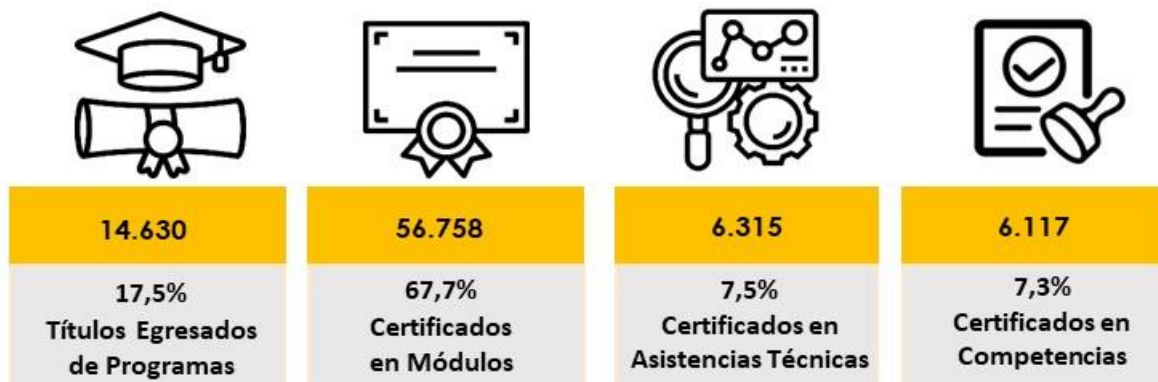 14.630
17,5%
Títulos Egresados
de Programas
56.758
67,7%
Certificados
en Módulos
6.315
7,5%
Certificados en
Asistencias Técnicas
6.117
7,3%
Certificados en
Competencias